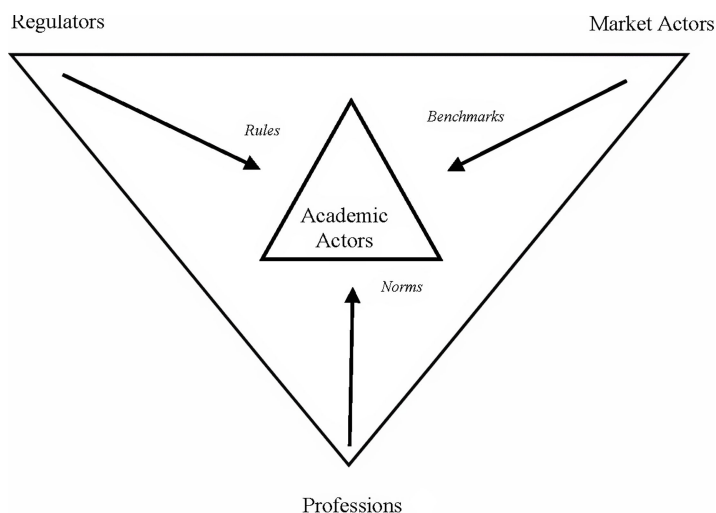 Regulators
Market Actors
Rules
Benchmarks
Academic
Actors
Norms
Professions